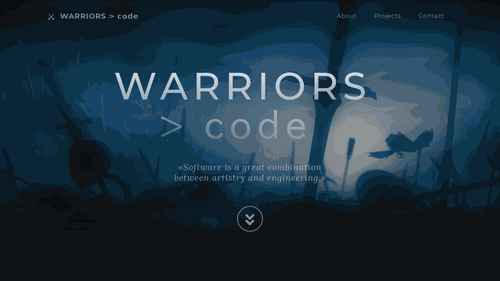 WARRIORS > code
About Projects Contact
WARRIORS
> code
«Software is a great combination
between artistry and engineering.»